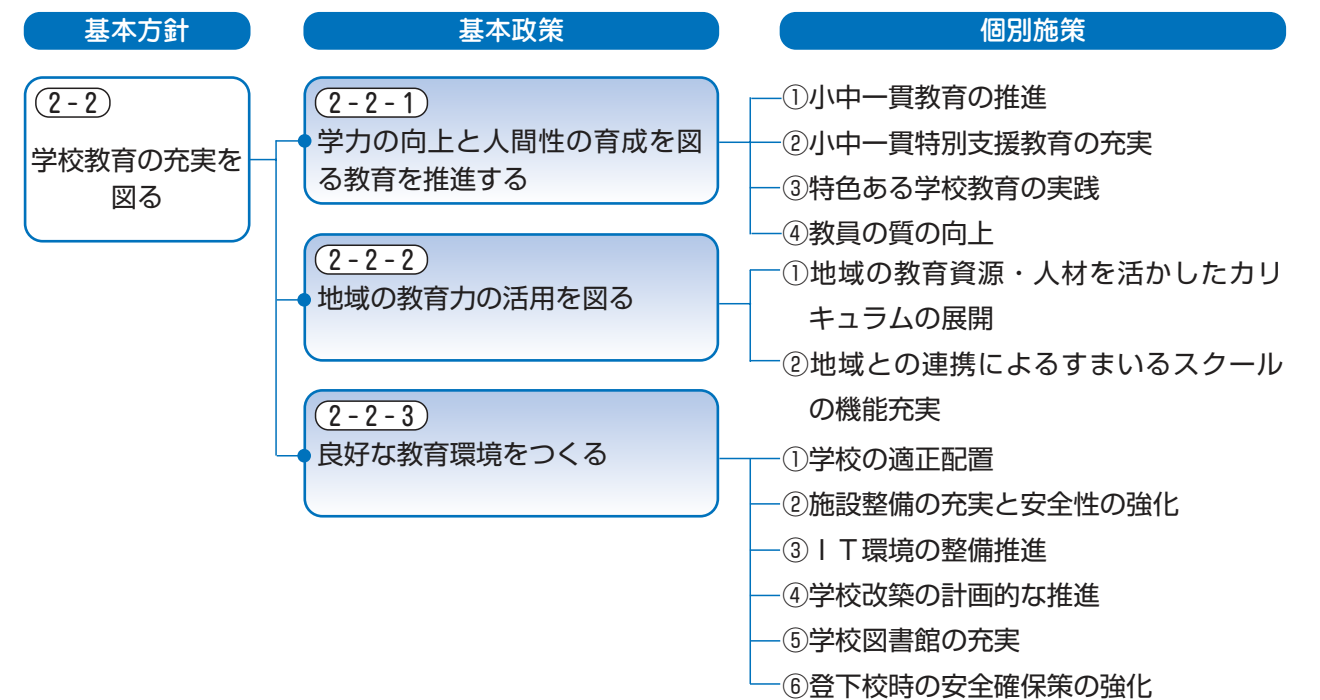 基本方針
基本政策
個別施策
2-2
学校教育の充実を
図る
2-2-1
学力の向上と人間性の育成を図
る教育を推進する
①小中一貫教育の推進
②小中一貫特別支援教育の充実
③特色ある学校教育の実践
④教員の質の向上
2-2-2
地域の教育力の活用を図る
①地域の教育資源・人材を活かしたカリ
キュラムの展開
②地域との連携によるすまいるスクール
の機能充実
2-2-3
良好な教育環境をつくる
①学校の適正配置
②施設整備の充実と安全性の強化
③ＩＴ環境の整備推進
④学校改築の計画的な推進
⑤学校図書館の充実
⑥登下校時の安全確保策の強化